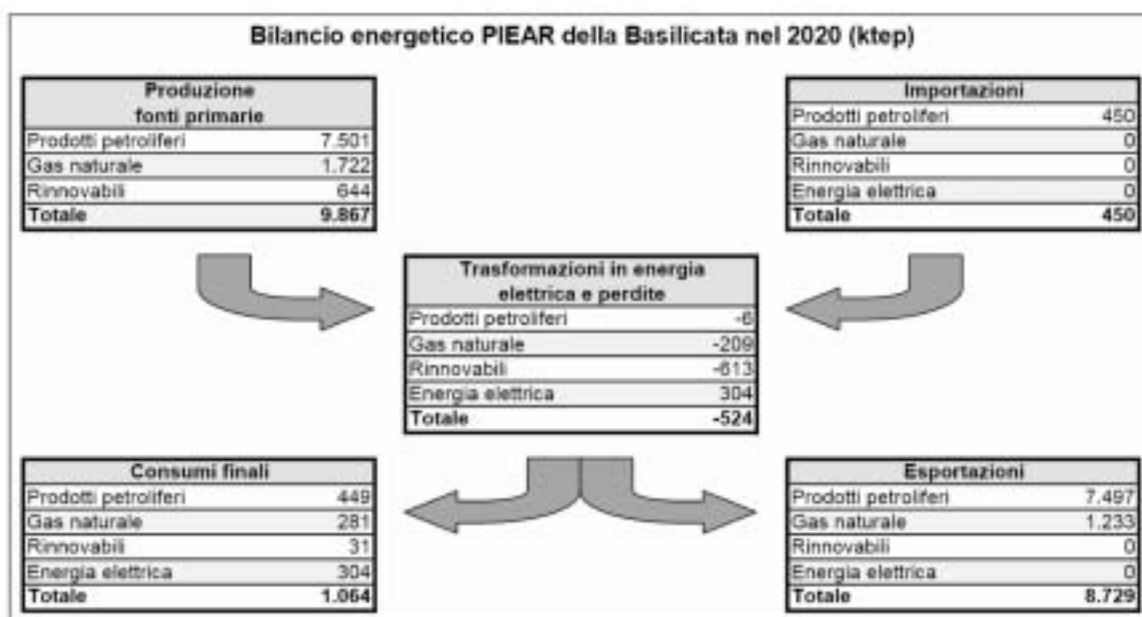 Bilancio energetico PIEAR della Basilicata nel 2020 (ktep)
Produzione
fonti primarie
Prodotti petroliferi 7.501
Gas naturale 1.722
Rinnovabili 644
Totale 9.867
Importazioni
Prodotti petroliferi 450
Gas naturale 0
Rinnovabili 0
Energia elettrica 0
Totale 450
Trasformazioni in energia
elettrica e perdite
Prodotti petroliferi -6
Gas naturale -209
Rinnovabili -613
Energia elettrica 304
Totale -524
Consumi finali
Prodotti petroliferi 449
Gas naturale 281
Rinnovabili 31
Energia elettrica 304
Totale 1.064
Esportazioni
Prodotti petroliferi 7.497
Gas naturale 1.233
Rinnovabili 0
Energia elettrica 0
Totale 8.729